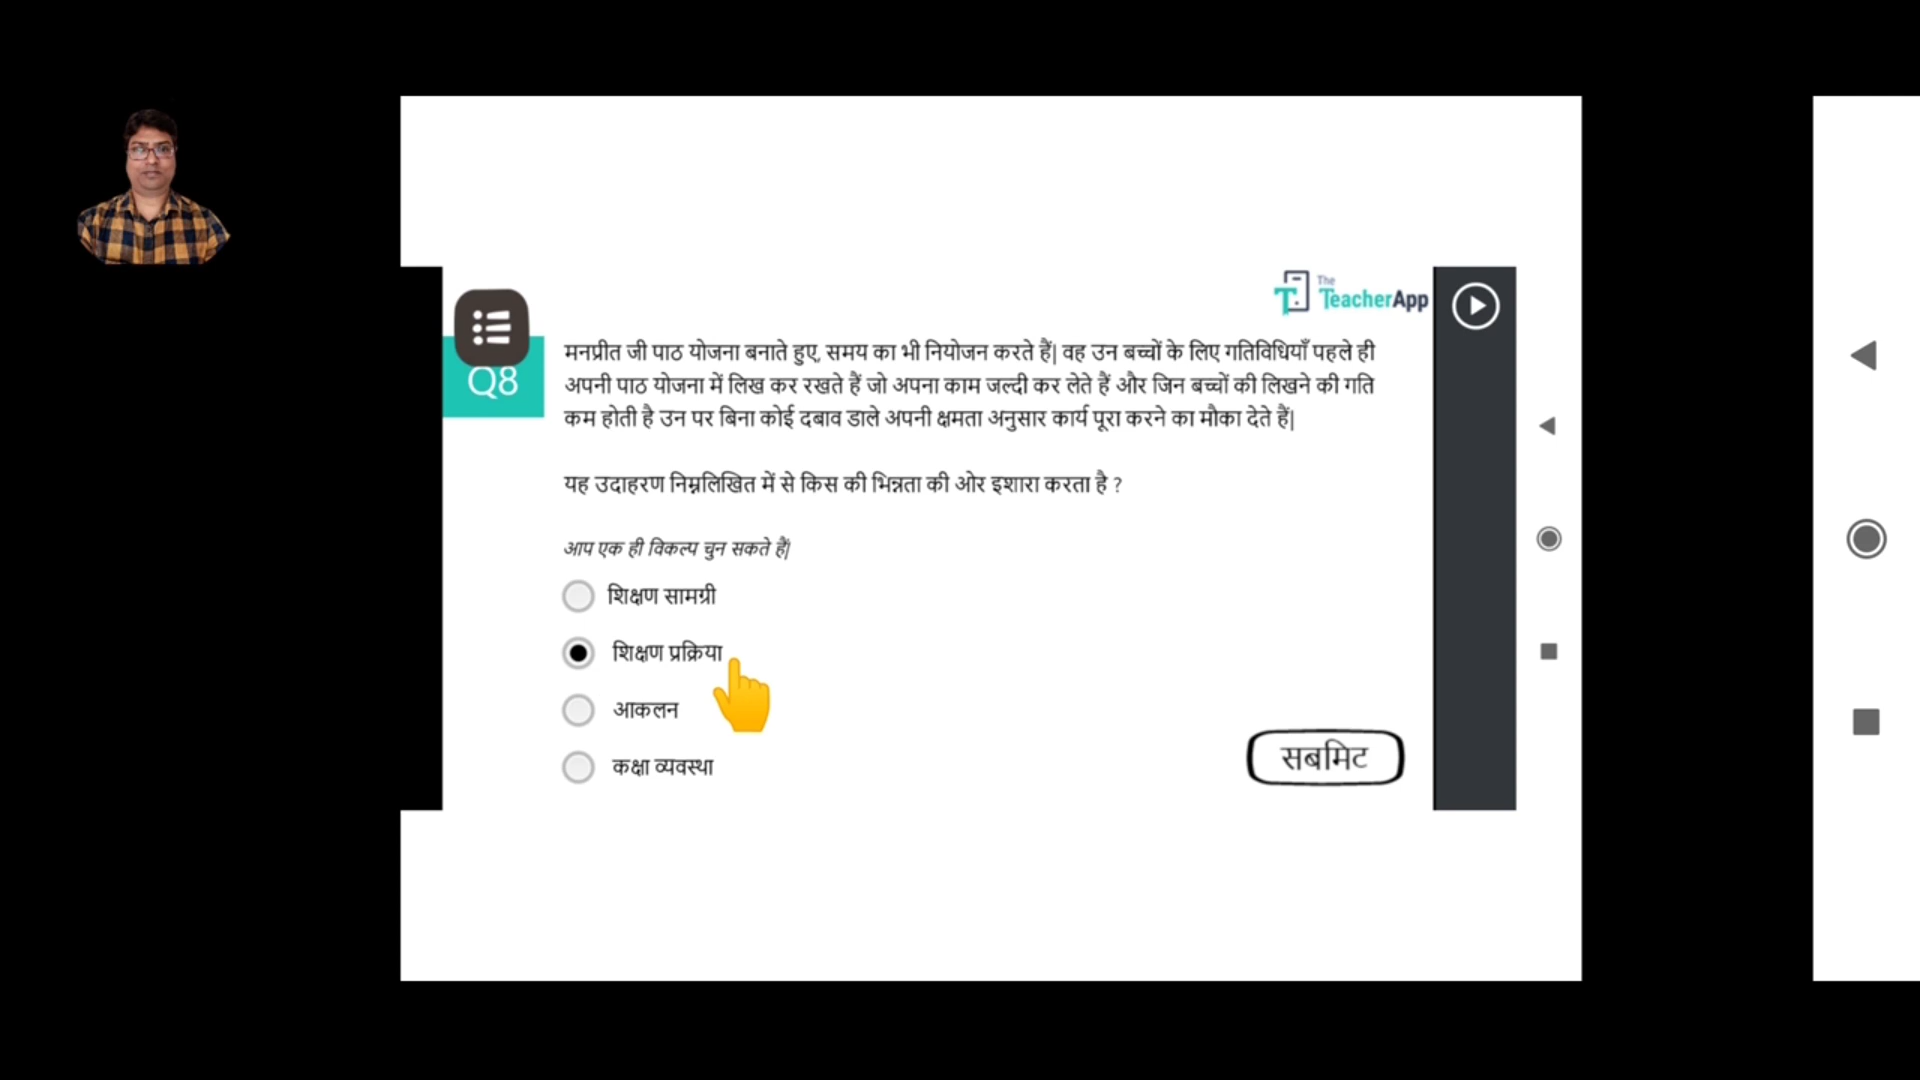 The
TeacherApp
Q8
मनप्रीत जी पाठ योजना बनाते हुए, समय का भी नियोजन करते हैं| वह उन बच्चों के लिए गतिविधियाँ पहले ही
अपनी पाठ योजना में लिख कर रखते हैं जो अपना काम जल्दी कर लेते हैं और जिन बच्चों की लिखने की गति
कम होती है उन पर बिना कोई दबाव डाले अपनी क्षमता अनुसार कार्य पूरा करने का मौका देते हैं|
यह उदाहरण निम्नलिखित में से किस की भिन्नता की ओर इशारा करता है ?
आप एक ही विकल्प चुन सकते हैं|
शिक्षण सामग्री
शिक्षण प्रक्रिया
आकलन
कक्षा व्यवस्था
सबमिट